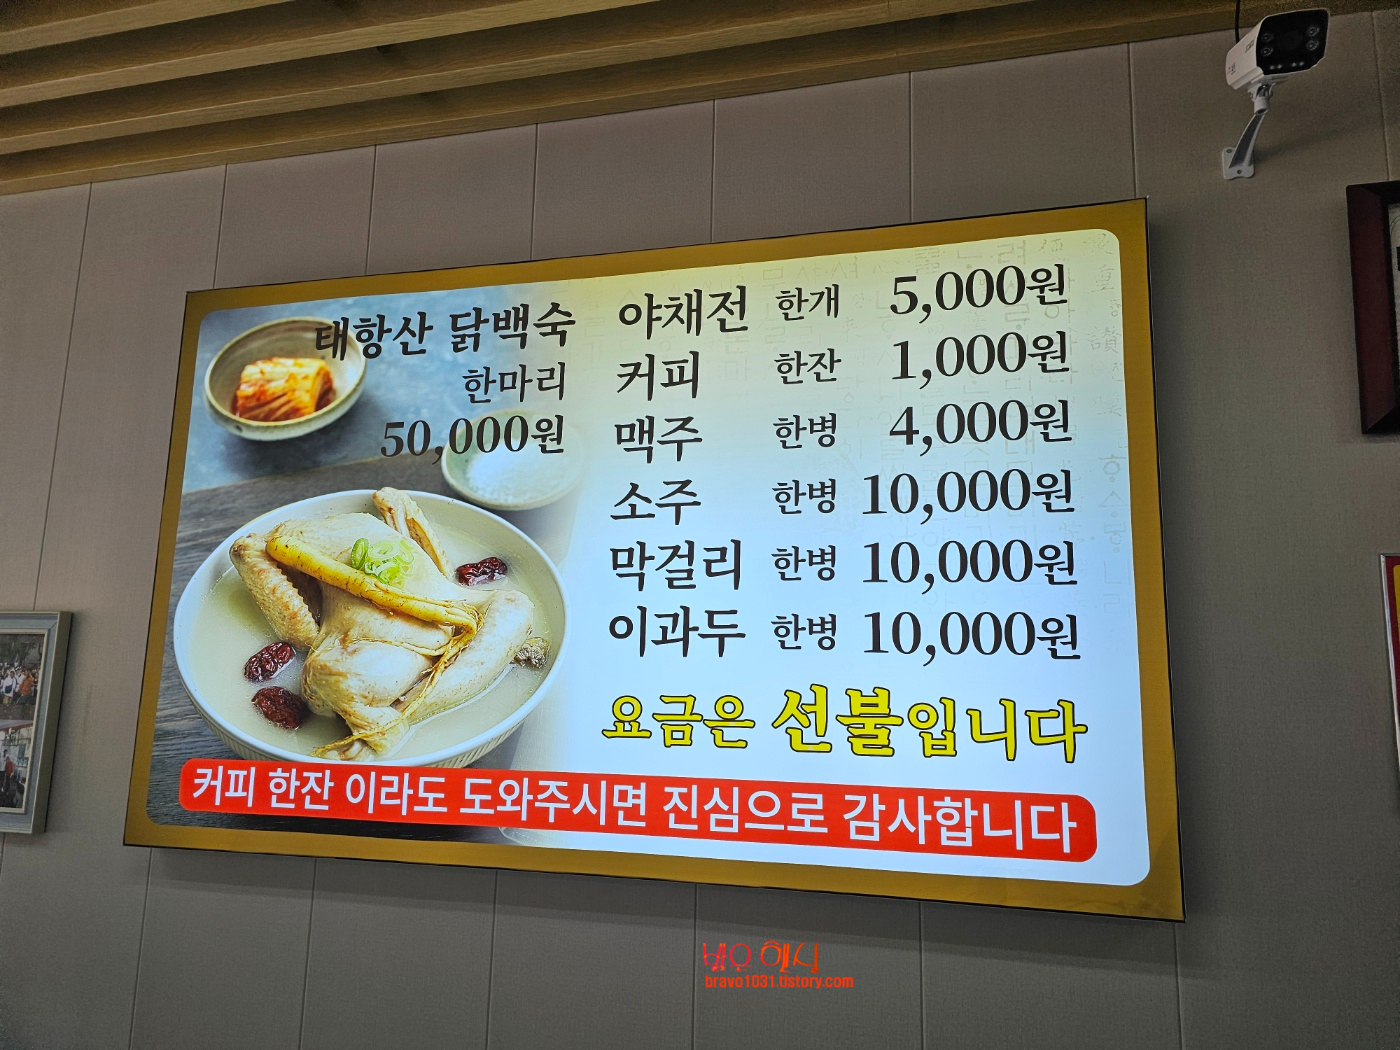 태항산 닭백숙
한마리
50,000원
야채전 한개 5,000원
커피 한잔 1,000원
맥주 한병 4,000원
소주 한병 10,000원
막걸리 한병 10,000원
이과두 한병 10,000원
요금은 선불입니다
커피 한잔 이라도 도와주시면 진심으로 감사합니다
bravo1031.tistory.com